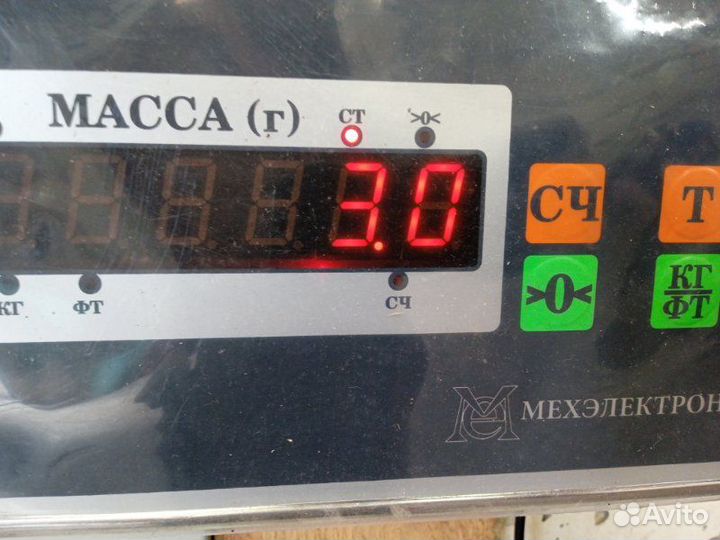 МАССА (г) СТ >0<
3.0
КГ ФТ СЧ
СЧ Т
>0< КГ/ФТ
МЕХЭЛЕКТРОН
Avito